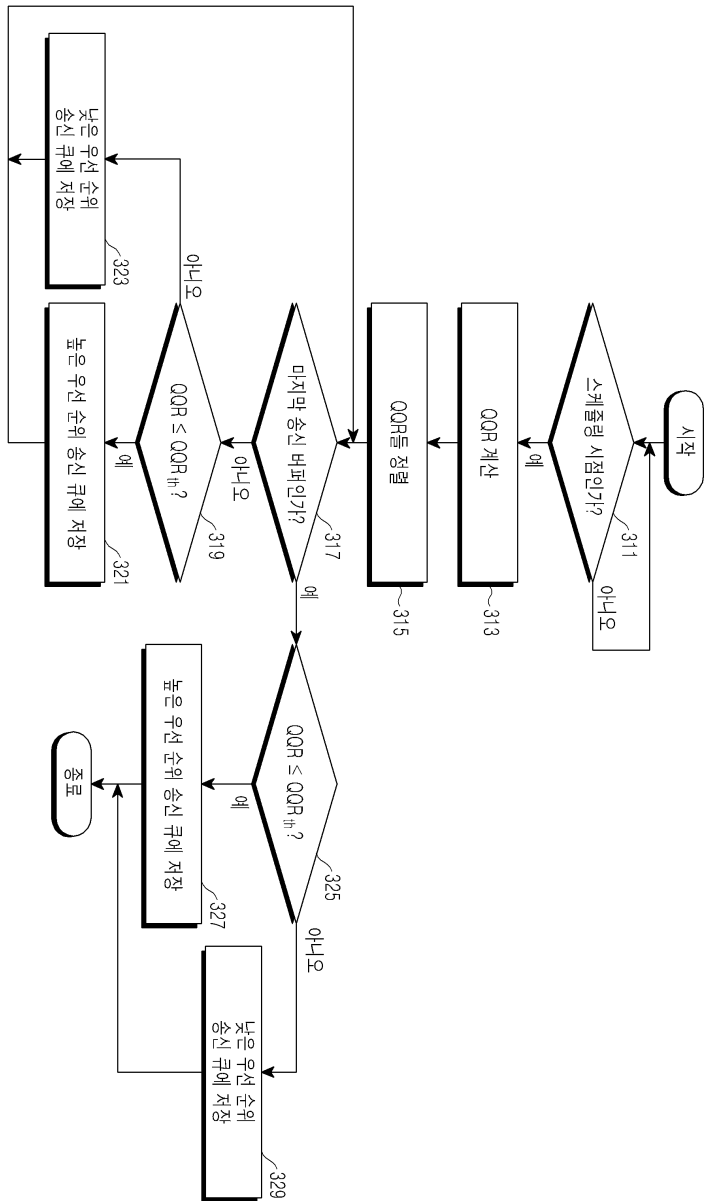 시작
스케쥴링 시점인가?
311
아니오
예
QQR 계산
313
QQR들 정렬
315
마지막 송신 버퍼인가?
317
예
아니오
QQR ≤ QQRth?
319
아니오
예
높은 우선 순위 송신 큐에 저장
321
낮은 우선 순위
송신 큐에 저장
323
QQR ≤ QQRth?
325
아니오
예
높은 우선 순위 송신 큐에 저장
327
낮은 우선 순위
송신 큐에 저장
329
종료